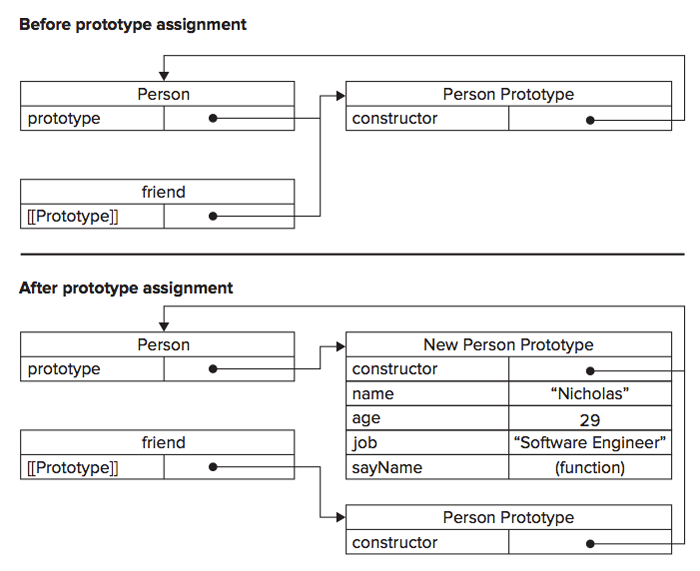 Before prototype assignment
Person
Person Prototype
prototype
constructor
friend
[[Prototype]]
After prototype assignment
Person
New Person Prototype
prototype
constructor
name
“Nicholas”
age
29
friend
job
“Software Engineer”
[[Prototype]]
sayName
(function)
Person Prototype
constructor